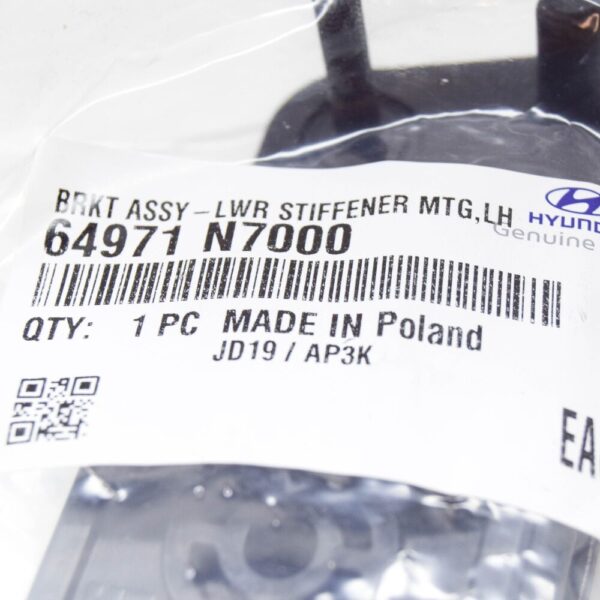 BRKT ASSY-LWR STIFFENER MTG,LH
HYUND
Genuine
64971 N7000
QTY: 1 PC MADE IN Poland
JD19 / AP3K
EA